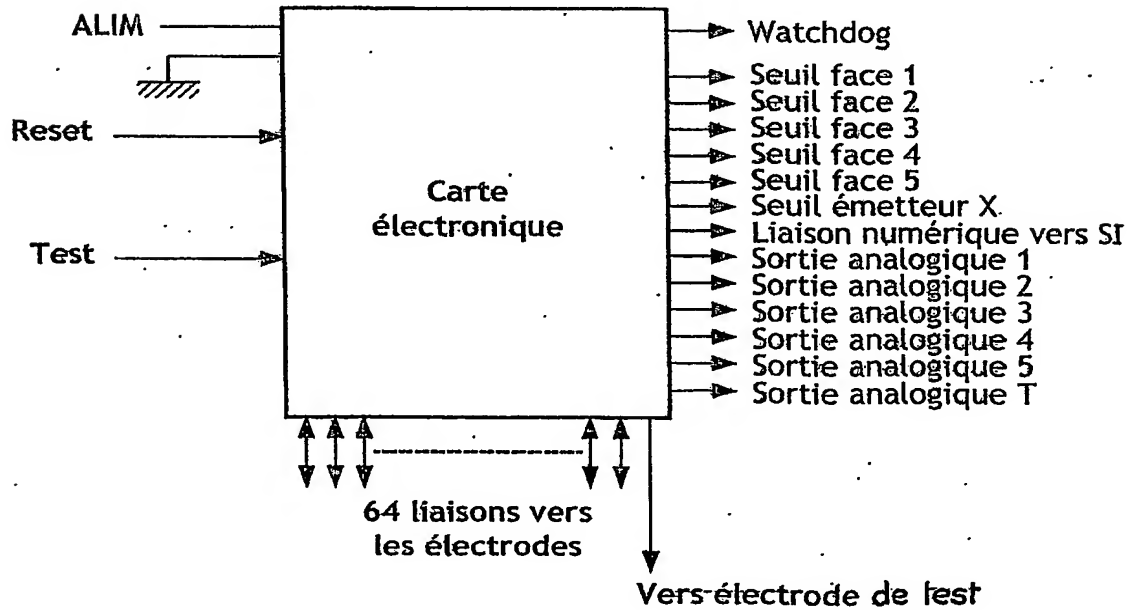 ALIM
Reset
Test
Carte
électronique
Watchdog
Seuil face 1
Seuil face 2
Seuil face 3
Seuil face 4
Seuil face 5
Seuil émetteur X
Liaison numérique vers SI
Sortie analogique 1
Sortie analogique 2
Sortie analogique 3
Sortie analogique 4
Sortie analogique 5
Sortie analogique T
64 liaisons vers
les électrodes
Vers électrode de test